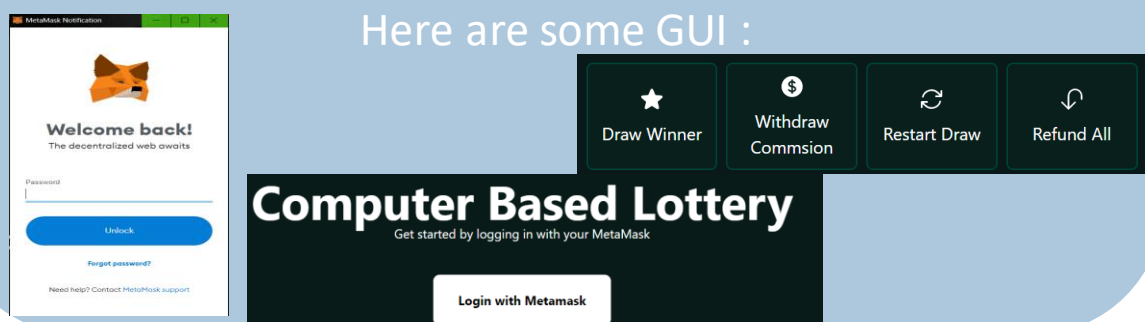 Here are some GUI :
MetaMask Notification
Welcome back!
The decentralized web awaits
Password
Unlock
Forgot password?
Need help? Contact MetaMask support
Draw Winner
Withdraw
Commsion
Restart Draw
Refund All
Computer Based Lottery
Get started by logging in with your MetaMask
Login with Metamask